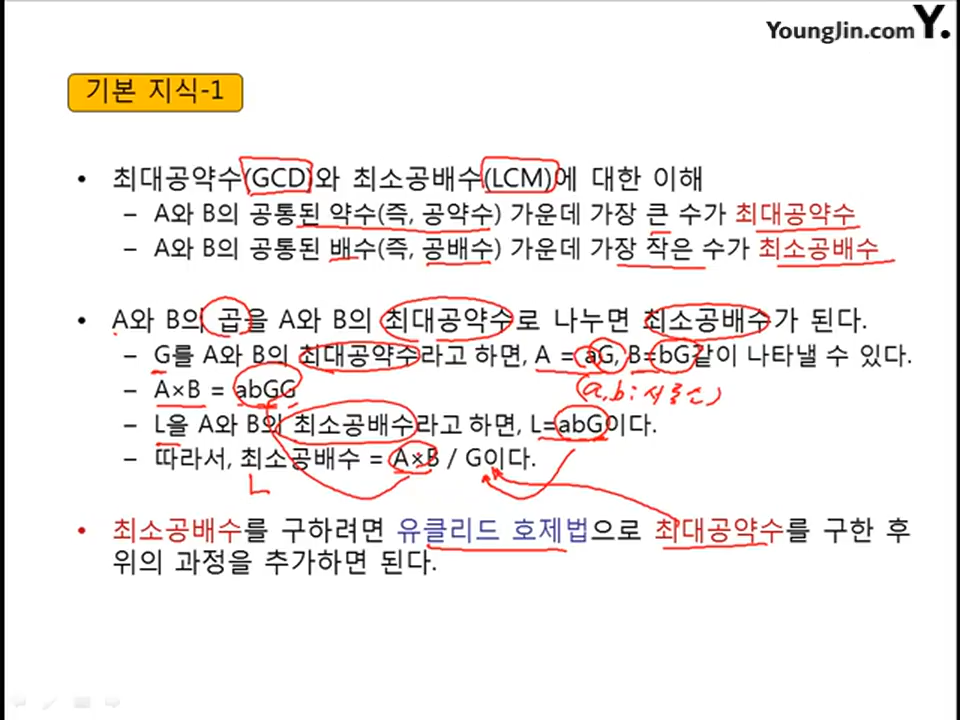 YoungJin.com Y.
기본 지식-1
• 최대공약수(GCD)와 최소공배수(LCM)에 대한 이해
– A와 B의 공통된 약수(즉, 공약수) 가운데 가장 큰 수가 최대공약수
– A와 B의 공통된 배수(즉, 공배수) 가운데 가장 작은 수가 최소공배수
• A와 B의 곱을 A와 B의 최대공약수로 나누면 최소공배수가 된다.
– G를 A와 B의 최대공약수라고 하면, A = aG, B=bG같이 나타낼 수 있다.
– A×B = abGG
(a, b : 서로소)
– L을 A와 B의 최소공배수라고 하면, L=abG이다.
– 따라서, 최소공배수 = A×B / G이다.
L
• 최소공배수를 구하려면 유클리드 호제법으로 최대공약수를 구한 후
위의 과정을 추가하면 된다.